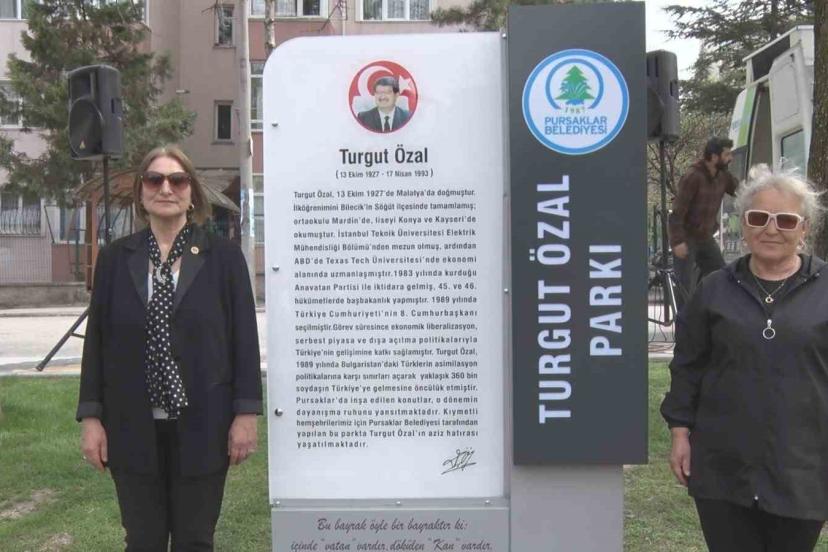 Turgut Özal
(13 Ekim 1927 - 17 Nisan 1993)
Turgut Özal, 13 Ekim 1927'de Malatya'da doğmuştur.
İlköğrenimini Bilecik'in Söğüt ilçesinde tamamlamış;
ortaokulu Mardin'de, liseyi Konya ve Kayseri'de
okumuştur. İstanbul Teknik Üniversitesi Elektrik
Mühendisliği Bölümü'nden mezun olmuş, ardından
ABD'de Texas Tech Üniversitesi'nde ekonomi
alanında uzmanlaşmıştır.1983 yılında kurduğu
Anavatan Partisi ile iktidara gelmiş, 45. ve 46.
hükümetlerde başbakanlık yapmıştır. 1989 yılında
Türkiye Cumhuriyeti'nin 8. Cumhurbaşkanı
seçilmiştir.Görev süresince ekonomik liberalizasyon,
serbest piyasa ve dışa açılma politikalarıyla
Türkiye'nin gelişimine katkı sağlamıştır. Turgut Özal,
1989 yılında Bulgaristan'daki Türklerin asimilasyon
politikalarına karşı sınırları açarak yaklaşık 360 bin
soydaşın Türkiye'ye gelmesine öncülük etmiştir.
Pursaklar'da inşa edilen konutlar, o dönemin
dayanışma ruhunu yansıtmaktadır. Kıymetli
hemşehrilerimiz için Pursaklar Belediyesi tarafından
yapılan bu parkta Turgut Özal'ın aziz hatırası
yaşatılmaktadır.
Bu bayrak öyle bir bayraktır ki:
içinde "vatan" vardır, dökülen "Kan" vardır.
1987
PURSAKLAR
BELEDİYESİ
TURGUT ÖZAL
PARKI